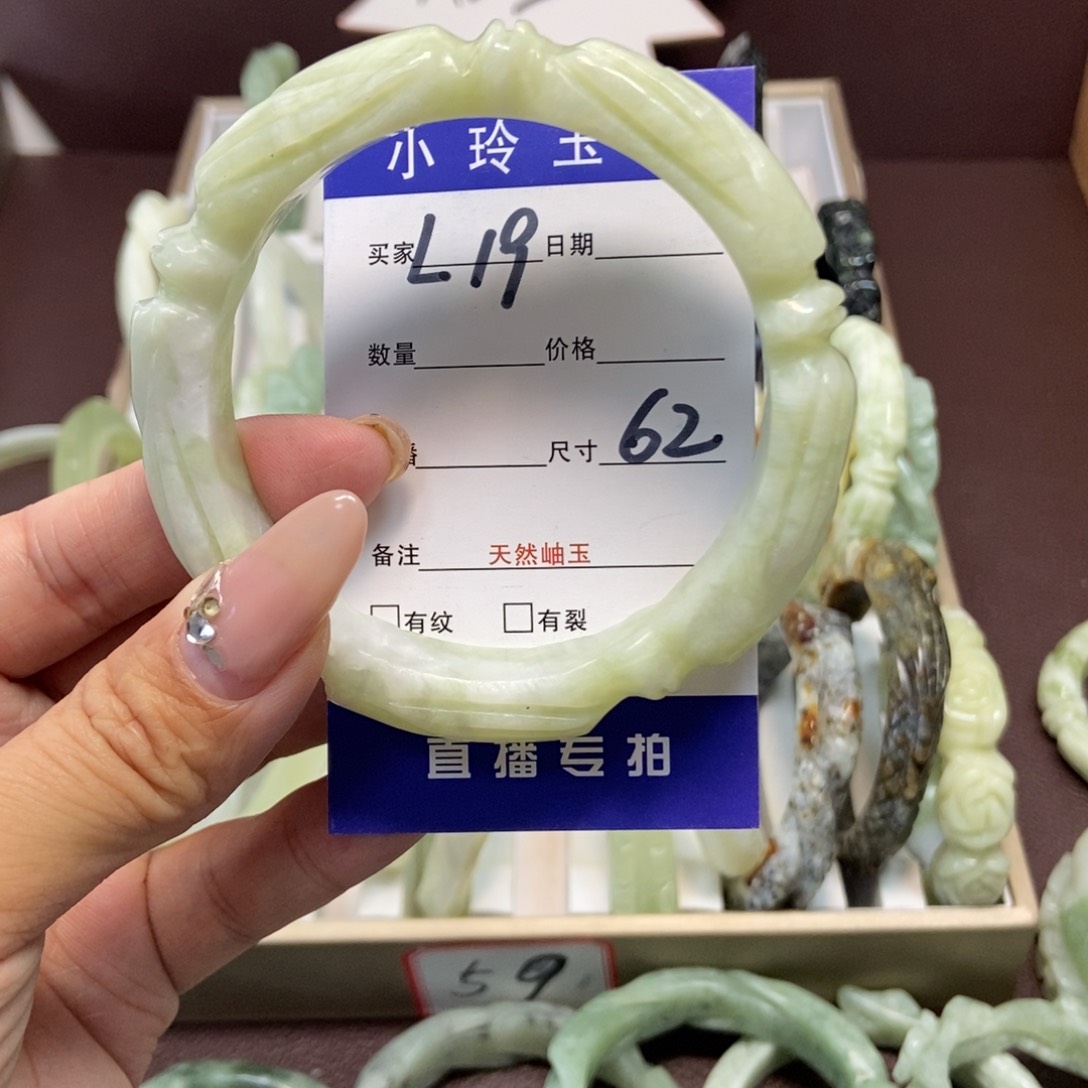 小玲玉
买家 L19 日期
数量 价格
播 尺寸 62
备注 天然岫玉
□有纹 □有裂
直播专拍
59